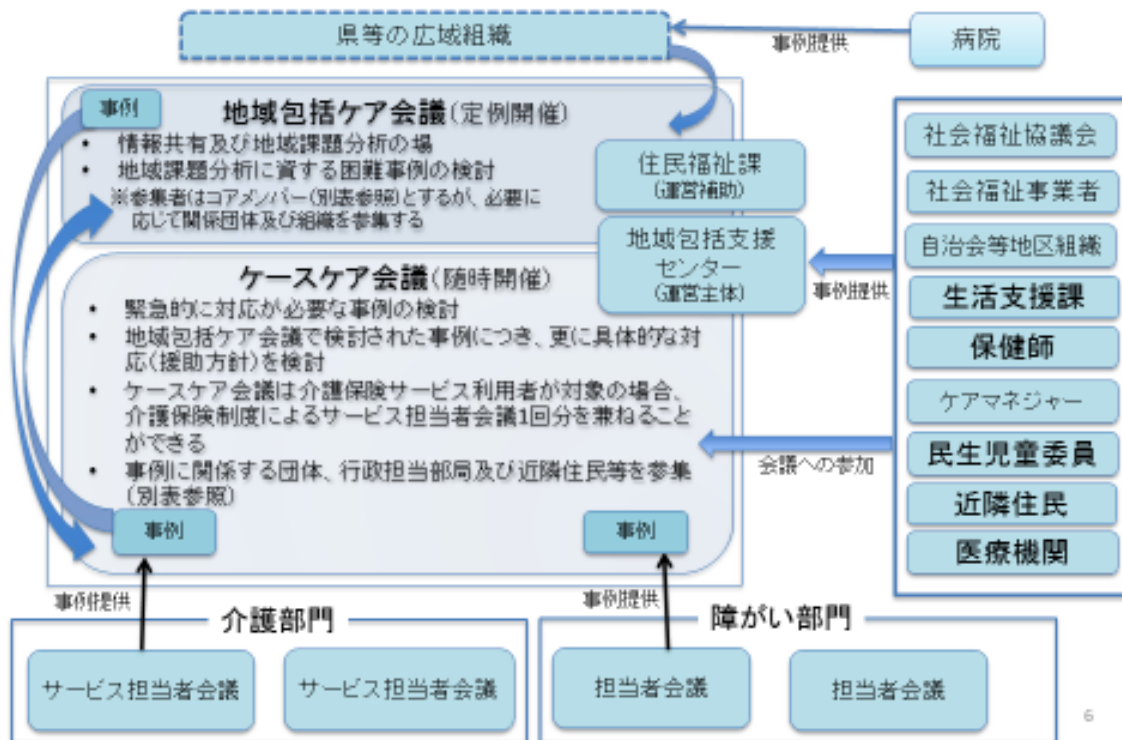 県等の広域組織
事例提供
病院
事例
地域包括ケア会議(定例開催)
• 情報共有及び地域課題分析の場
• 地域課題分析に資する困難事例の検討
※参集者はコアメンバー(別表参照)とするが、必要に
応じて関係団体及び組織を参集する
住民福祉課
(運営補助)
地域包括支援
センター
(運営主体)
ケースケア会議(随時開催)
• 緊急的に対応が必要な事例の検討
• 地域包括ケア会議で検討された事例につき、更に具体的な対
応(援助方針)を検討
• ケースケア会議は介護保険サービス利用者が対象の場合、
介護保険制度によるサービス担当者会議1回分を兼ねること
ができる
• 事例に関係する団体、行政担当部局及び近隣住民等を参集
(別表参照)
事例
事例
事例提供
会議への参加
社会福祉協議会
社会福祉事業者
自治会等地区組織
生活支援課
保健師
ケアマネジャー
民生児童委員
近隣住民
医療機関
事例提供
事例提供
介護部門
サービス担当者会議
サービス担当者会議
障がい部門
担当者会議
担当者会議
6